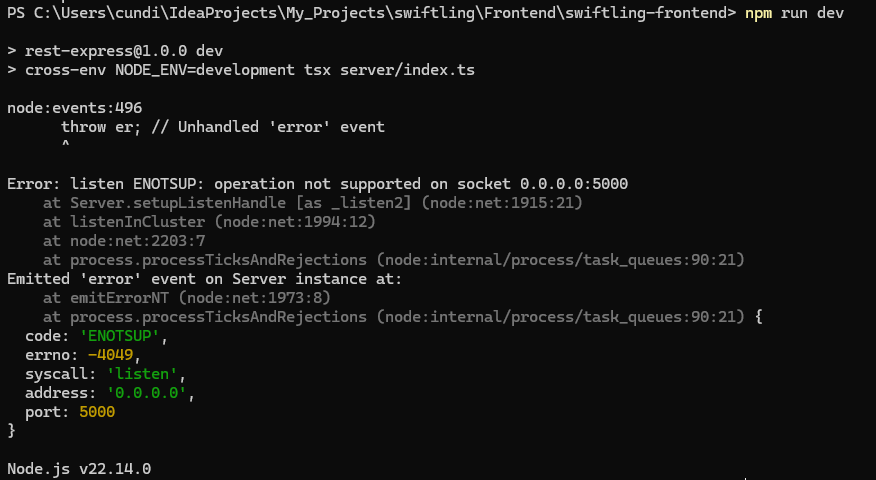 PS C:\Users\cundi\IdeaProjects\My_Projects\swiftling\Frontend\swiftling-frontend> npm run dev

> rest-express@1.0.0 dev
> cross-env NODE_ENV=development tsx server/index.ts

node:events:496
      throw er; // Unhandled 'error' event
      ^

Error: listen ENOTSUP: operation not supported on socket 0.0.0.0:5000
    at Server.setupListenHandle [as _listen2] (node:net:1915:21)
    at listenInCluster (node:net:1994:12)
    at node:net:2203:7
    at process.processTicksAndRejections (node:internal/process/task_queues:90:21)
Emitted 'error' event on Server instance at:
    at emitErrorNT (node:net:1973:8)
    at process.processTicksAndRejections (node:internal/process/task_queues:90:21) {
  code: 'ENOTSUP',
  errno: -4049,
  syscall: 'listen',
  address: '0.0.0.0',
  port: 5000
}

Node.js v22.14.0